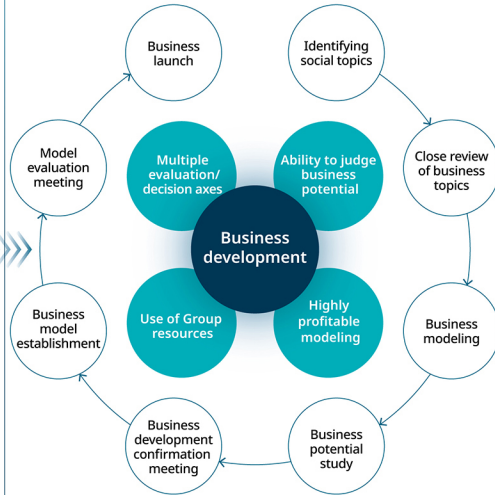 Business
launch
Identifying
social topics
Close review
of business
topics
Business
modeling
Business
potential
study
Business
development
confirmation
meeting
Business
model
establishment
Model
evaluation
meeting
Multiple
evaluation/
decision axes
Ability to judge
business
potential
Business
development
Use of Group
resources
Highly
profitable
modeling